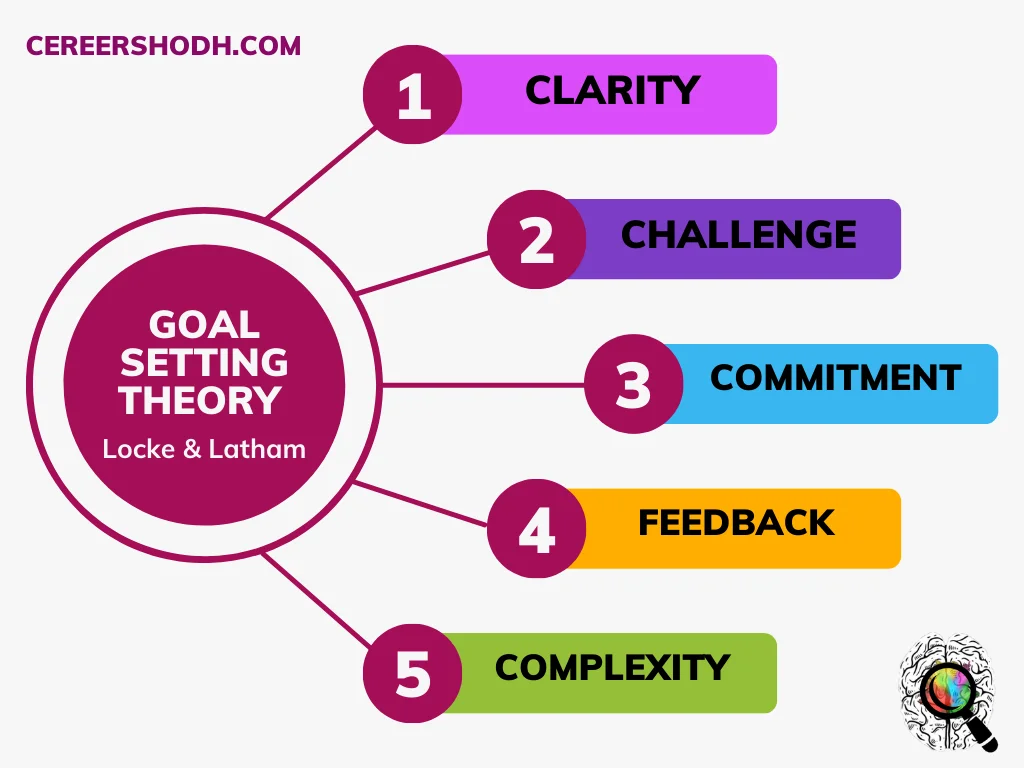 CEREERSHODH.COM
1
CLARITY
2
CHALLENGE
GOAL
SETTING
THEORY
Locke & Latham
3
COMMITMENT
4
FEEDBACK
5
COMPLEXITY